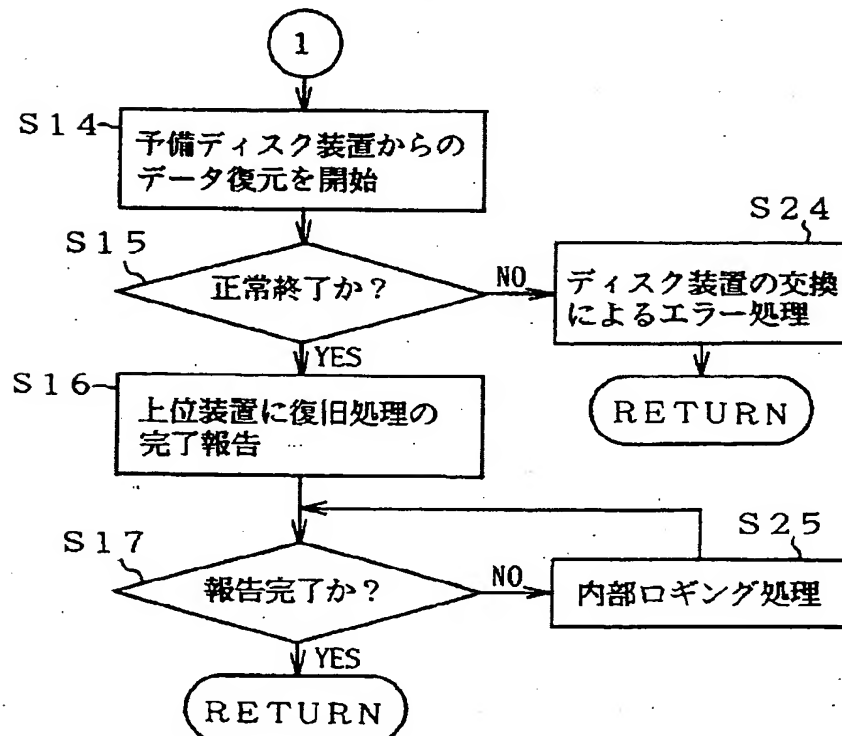 1
S14
予備ディスク装置からの
データ復元を開始
S15
正常終了か?
NO
S24
ディスク装置の交換
によるエラー処理
RETURN
YES
S16
上位装置に復旧処理の
完了報告
S17
報告完了か?
NO
S25
内部ロギング処理
YES
RETURN